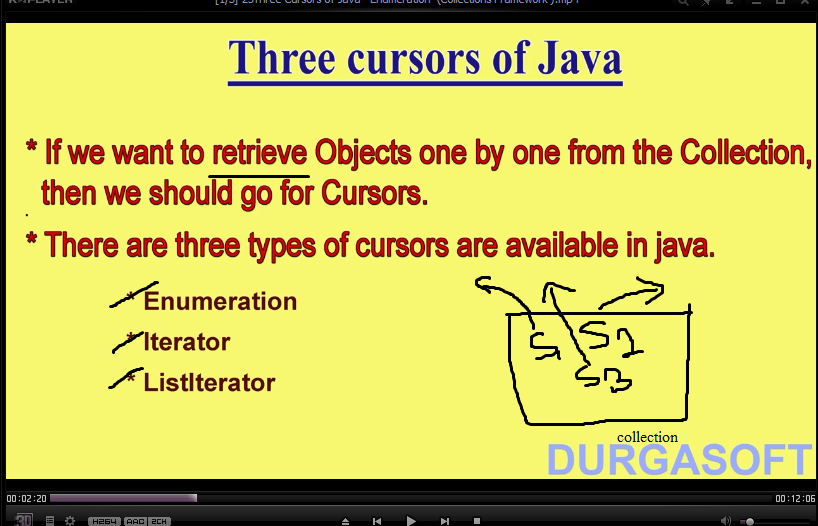 [1/3] 23Three Cursors of Java - Enumeration (Collections Framework ).mp4
Three cursors of Java
* If we want to retrieve Objects one by one from the Collection,
then we should go for Cursors.
* There are three types of cursors are available in java.
* Enumeration
* Iterator
* ListIterator
S2
S3
collection
DURGASOFT
00:02:20
00:12:06
3D
H264 AAC 2CH